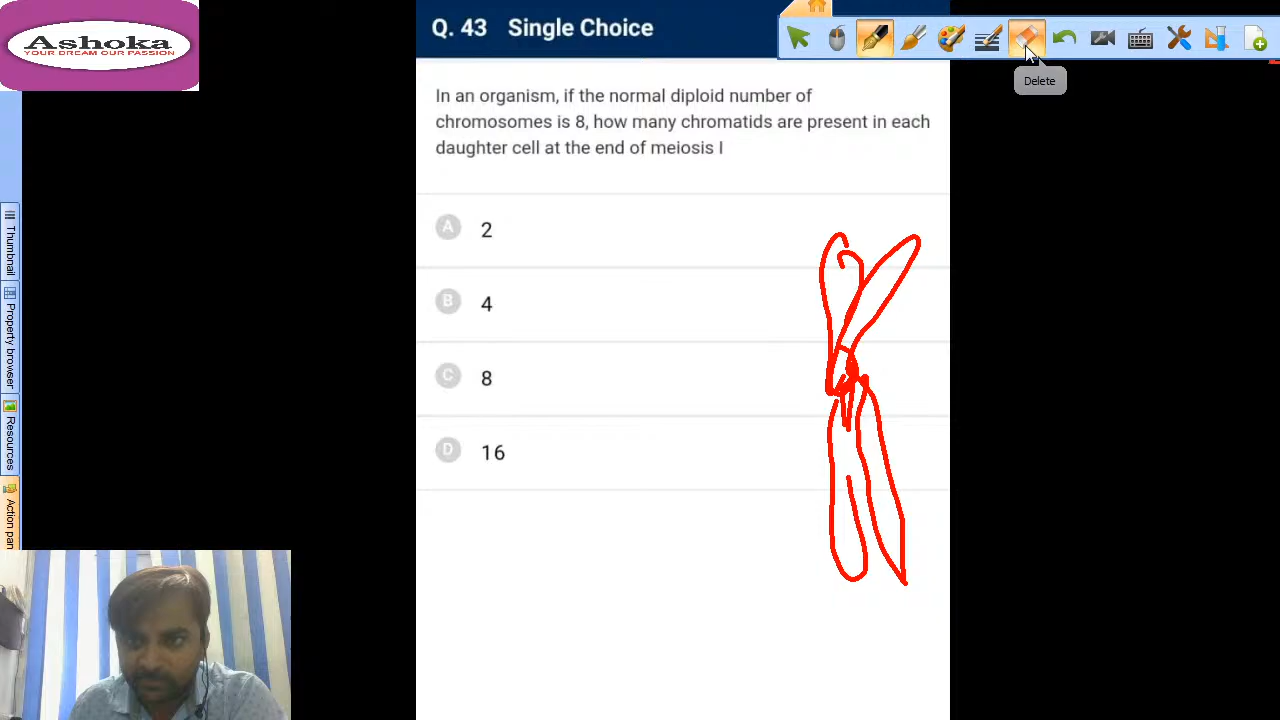 Ashoka
YOUR DREAM OUR PASSION
Q. 43 Single Choice
Delete
In an organism, if the normal diploid number of
chromosomes is 8, how many chromatids are present in each
daughter cell at the end of meiosis I
A 2
B 4
C 8
D 16
Thumbnail
Property browser
Resources
Action pan